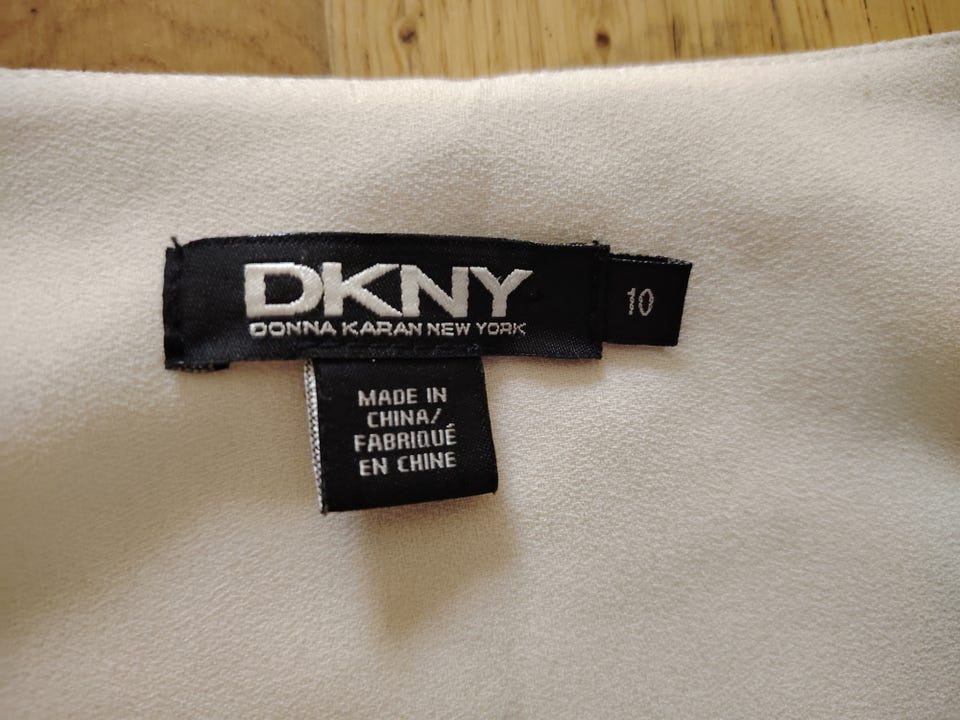 DKNY
DONNA KARAN NEW YORK
10
MADE IN
CHINA/
FABRIQUÉ
EN CHINE